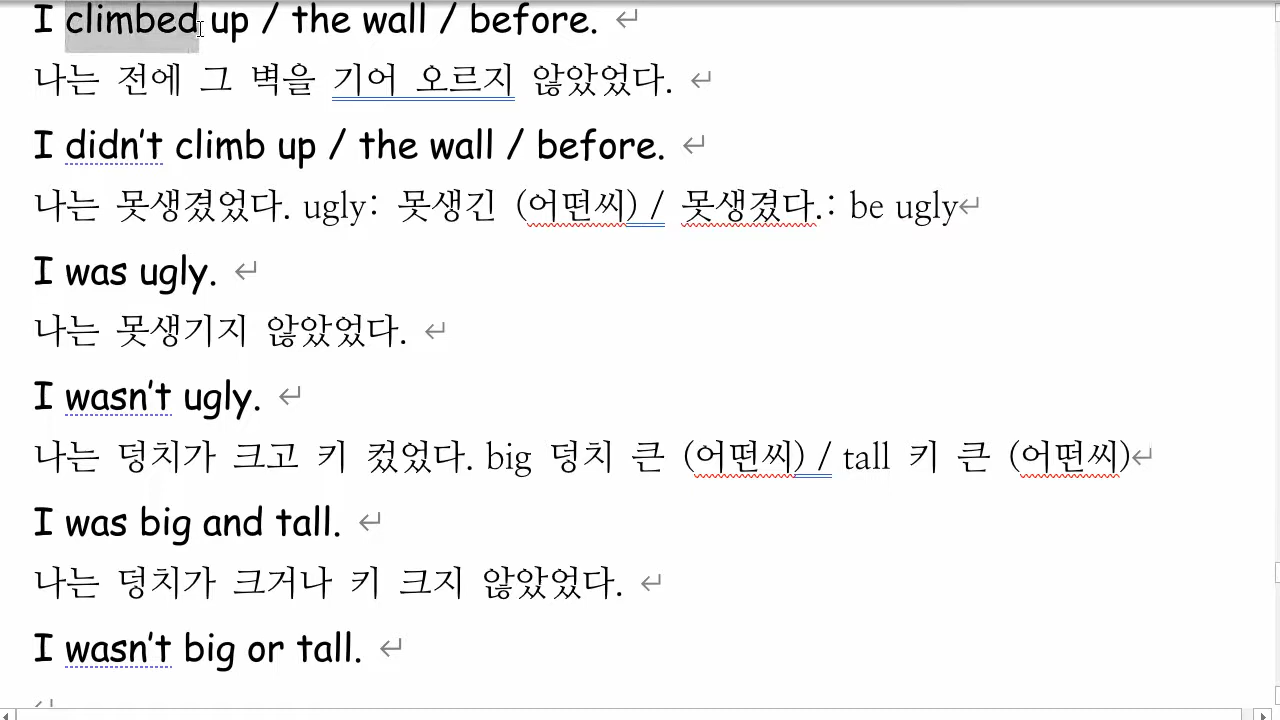 I climbed up / the wall / before. ↵
나는 전에 그 벽을 기어 오르지 않았었다. ↵
I didn't climb up / the wall / before. ↵
나는 못생겼었다. ugly: 못생긴 (어떤씨) / 못생겼다.: be ugly↵
I was ugly. ↵
나는 못생기지 않았었다. ↵
I wasn't ugly. ↵
나는 덩치가 크고 키 컸었다. big 덩치 큰 (어떤씨) / tall 키 큰 (어떤씨)↵
I was big and tall. ↵
나는 덩치가 크거나 키 크지 않았었다. ↵
I wasn't big or tall. ↵